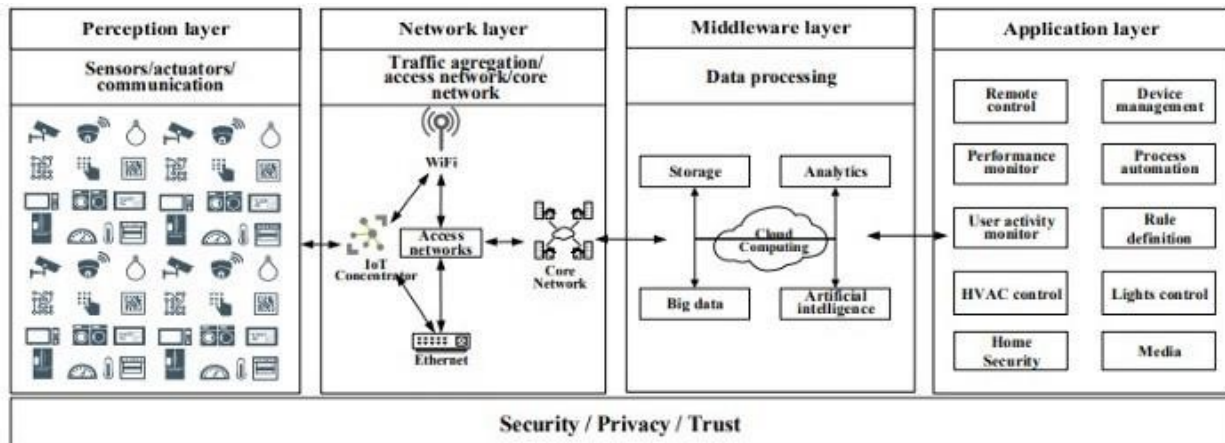 Perception layer
Sensors/actuators/
communication
Network layer
Traffic agregation/
access network/core
network
WiFi
Access
networks
IoT
Concentrator
Core
Network
Ethernet
Middleware layer
Data processing
Storage
Analytics
Cloud
Computing
Big data
Artificial
intelligence
Application layer
Remote
control
Device
management
Performance
monitor
Process
automation
User activity
monitor
Rule
definition
HVAC control
Lights control
Home
Security
Media
Security / Privacy / Trust